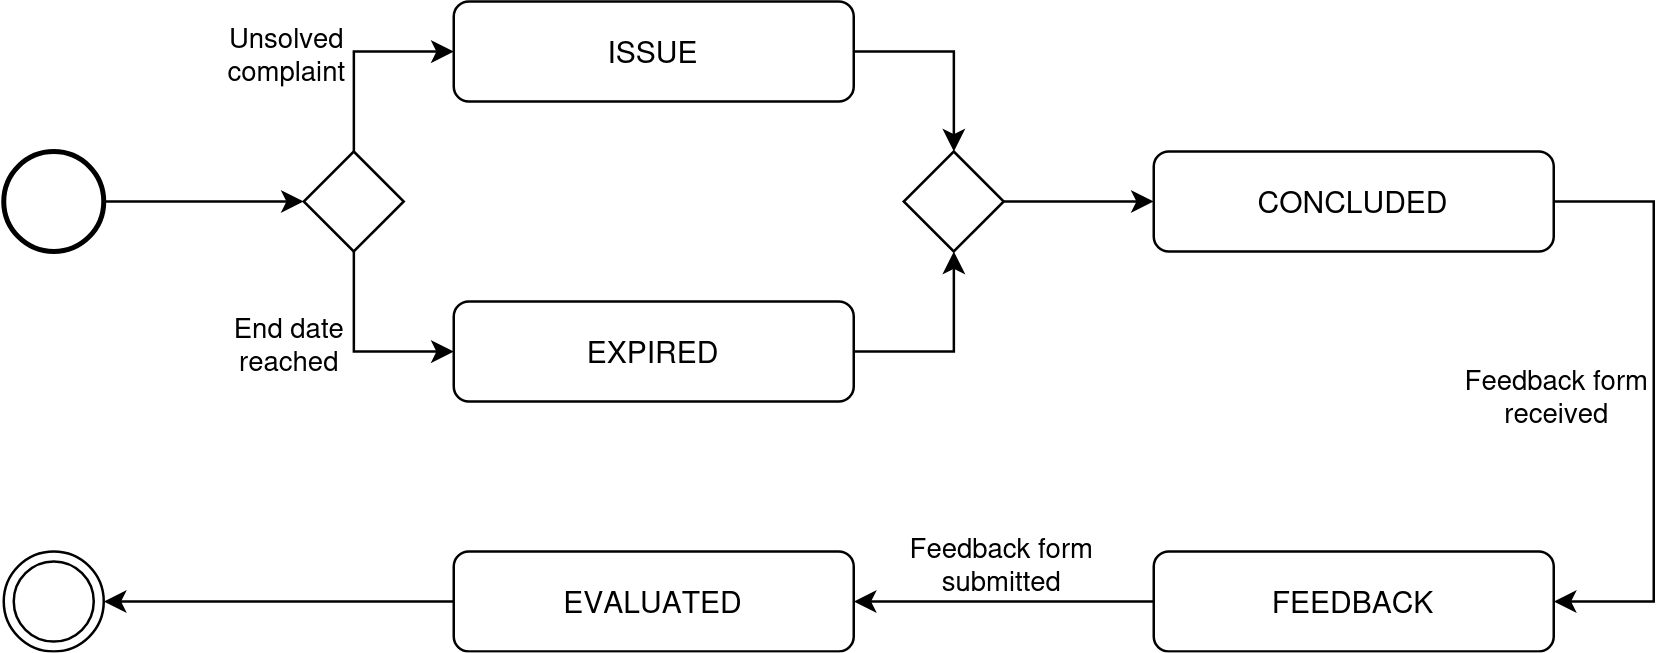 Unsolved
complaint
ISSUE
CONCLUDED
End date
reached
EXPIRED
Feedback form
received
FEEDBACK
Feedback form
submitted
EVALUATED